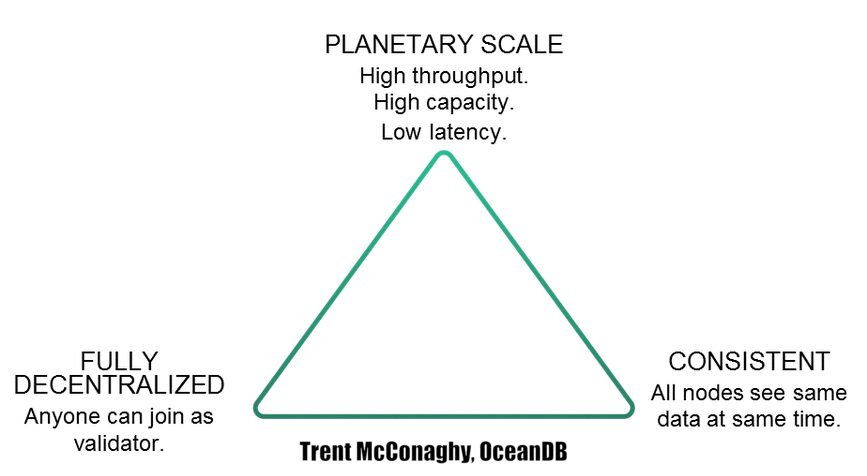 PLANETARY SCALE
High throughput.
High capacity.
Low latency.
FULLY
DECENTRALIZED
Anyone can join as
validator.
CONSISTENT
All nodes see same
data at same time.
Trent McConaghy, OceanDB